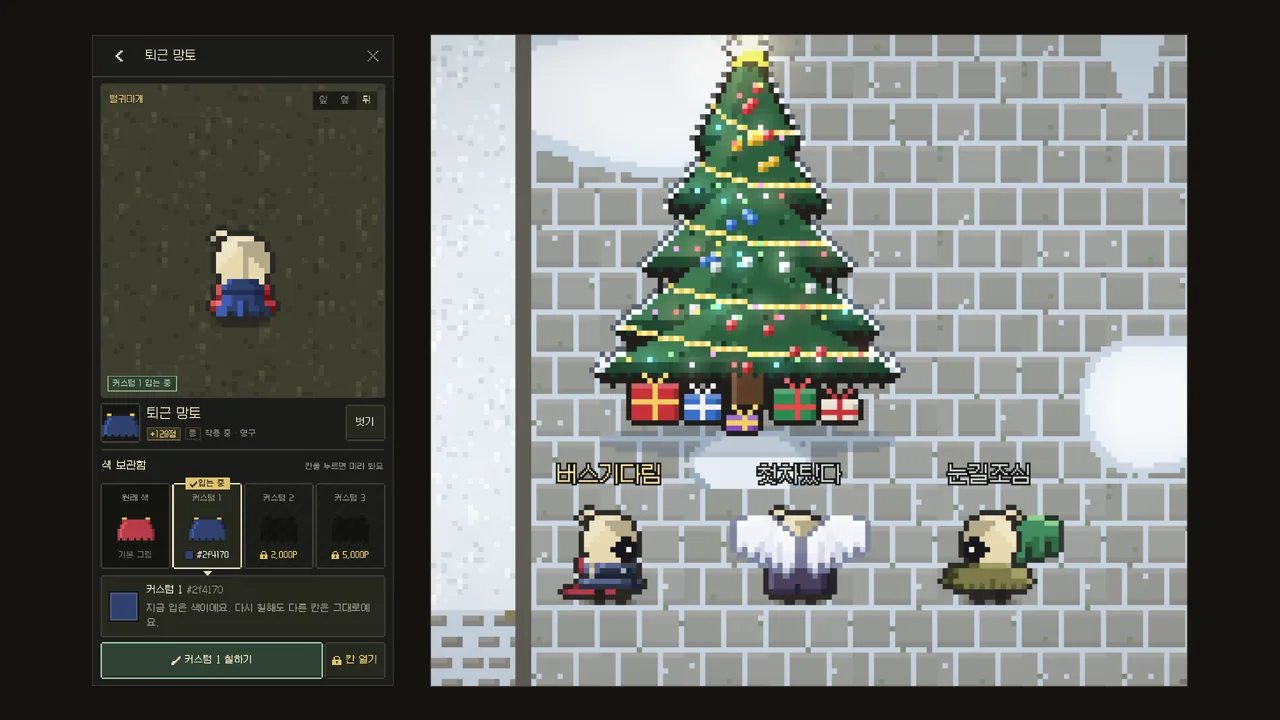 퇴근 망토
털귀마개
앞 옆 뒤
커스텀 1 입는 중
퇴근 망토
+120점 등 착용 중 · 영구
벗기
색 보관함
칸을 누르면 미리 봐요
원래 색
기본 그림
입는 중
커스텀 1
#2f4170
커스텀 2
2,000P
커스텀 3
5,000P
커스텀 1 #2f4170
지금 입은 색이에요. 다시 칠해도 다른 칸은 그대로예
요.
커스텀 1 칠하기
칸 열기
버스기다림
첫차탔다
눈길조심